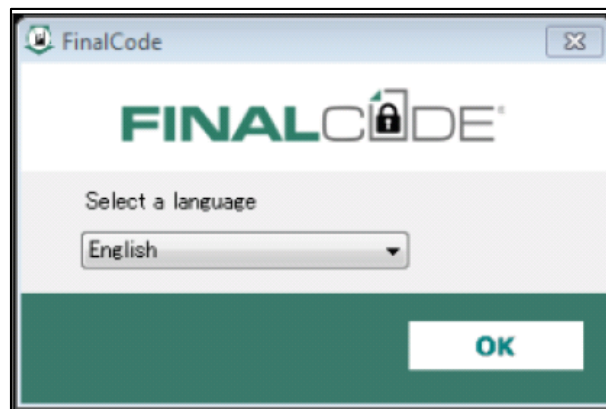 FinalCode
FINALCODE
Select a language
English
OK